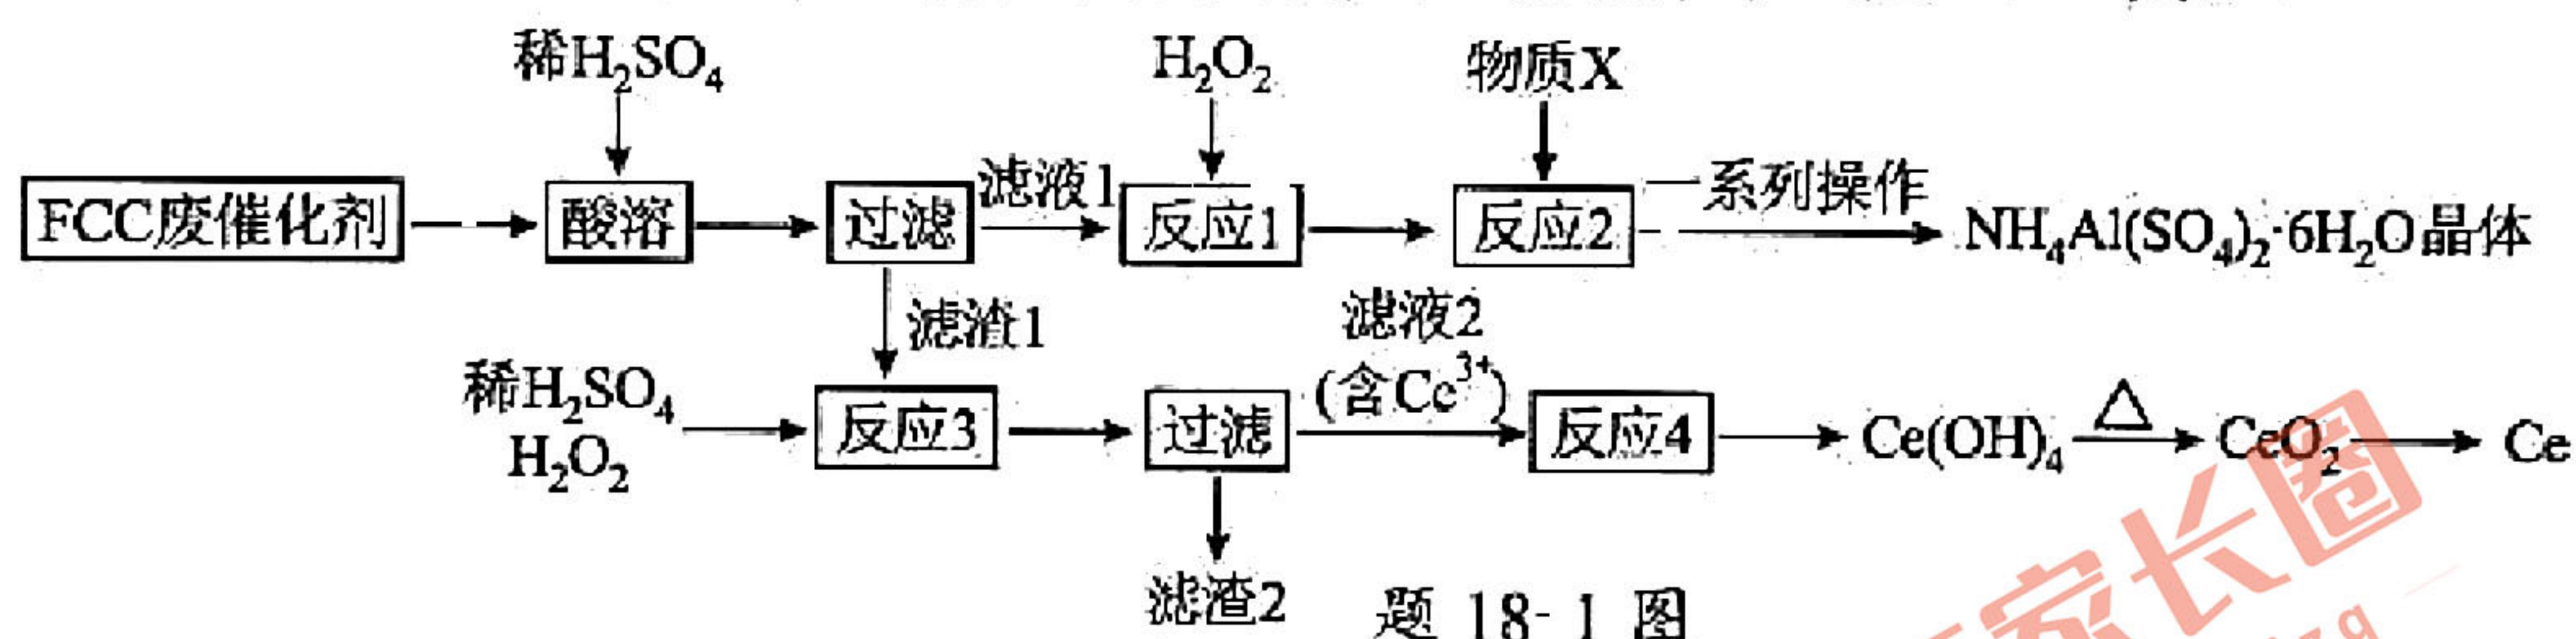 稀H₂SO₄ H₂O₂ 物质X
FCC废催化剂 酸溶 过滤 滤液1 反应1 反应2 一系列操作 NH₄Al(SO₄)₂·6H₂O晶体
滤渣1 滤液2
稀H₂SO₄ (含Ce³⁺)
H₂O₂ 反应3 过滤 反应4 Ce(OH)₄ △ CeO₂ Ce
滤渣2 题 18- 1 图
家长圈